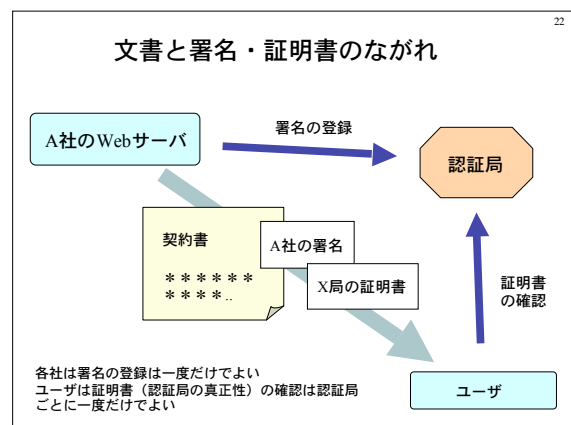 22
文書と署名・証明書のながれ
A社のWebサーバ
署名の登録
認証局
契約書
＊＊＊＊＊＊
＊＊＊＊..
A社の署名
X局の証明書
証明書
の確認
各社は署名の登録は一度だけでよい
ユーザは証明書（認証局の真正性）の確認は認証局
ごとに一度だけでよい
ユーザ